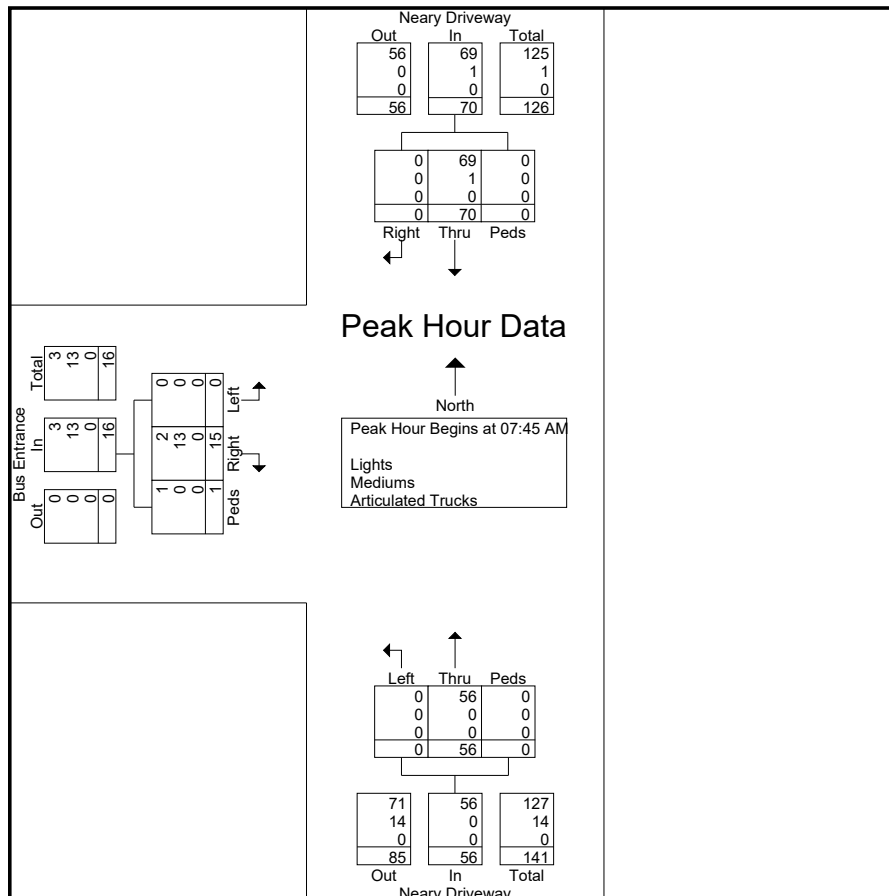 Neary Driveway
Out In Total
56 69 125
0 1 1
0 0 0
56 70 126
0 69 0
0 1 0
0 0 0
0 70 0
Right Thru Peds
Peak Hour Data
North
Peak Hour Begins at 07:45 AM
Lights
Mediums
Articulated Trucks
Bus Entrance
Out In Total
0 3 3
0 13 13
0 0 0
0 16 16
1 2 0
0 13 0
0 0 0
1 15 0
Peds Right Left
Left Thru Peds
0 56 0
0 0 0
0 0 0
0 56 0
71 56 127
14 0 14
0 0 0
85 56 141
Out In Total
Neary Driveway